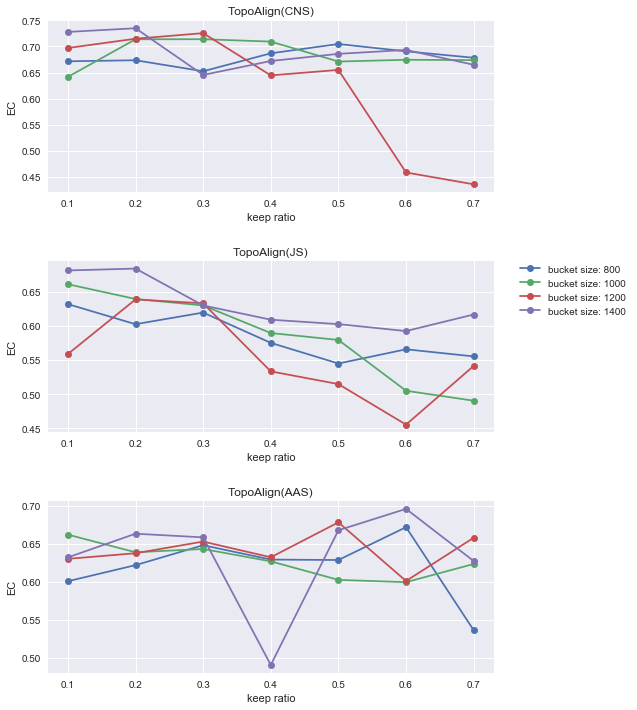 TopoAlign(CNS)
0.75
0.70
0.65
0.60
0.55
0.50
0.45
EC
0.1 0.2 0.3 0.4 0.5 0.6 0.7
keep ratio
TopoAlign(JS)
0.65
0.60
0.55
0.50
0.45
EC
0.1 0.2 0.3 0.4 0.5 0.6 0.7
keep ratio
bucket size: 800
bucket size: 1000
bucket size: 1200
bucket size: 1400
TopoAlign(AAS)
0.70
0.65
0.60
0.55
0.50
EC
0.1 0.2 0.3 0.4 0.5 0.6 0.7
keep ratio